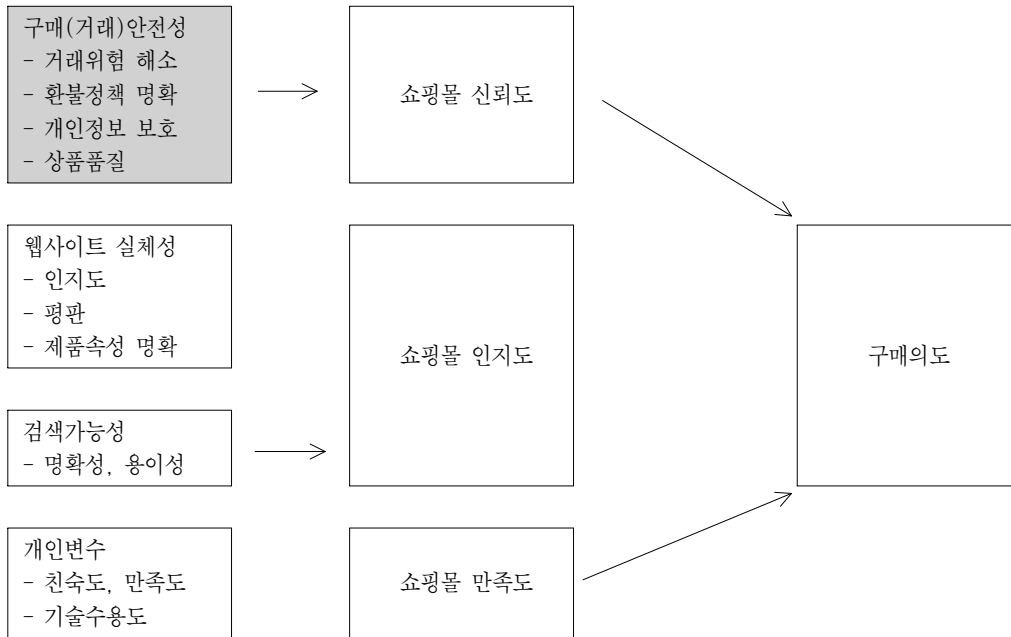 구매(거래)안전성
- 거래위험 해소
- 환불정책 명확
- 개인정보 보호
- 상품품질
쇼핑몰 신뢰도
웹사이트 실체성
- 인지도
- 평판
- 제품속성 명확
쇼핑몰 인지도
구매의도
검색가능성
- 명확성, 용이성
개인변수
- 친숙도, 만족도
- 기술수용도
쇼핑몰 만족도